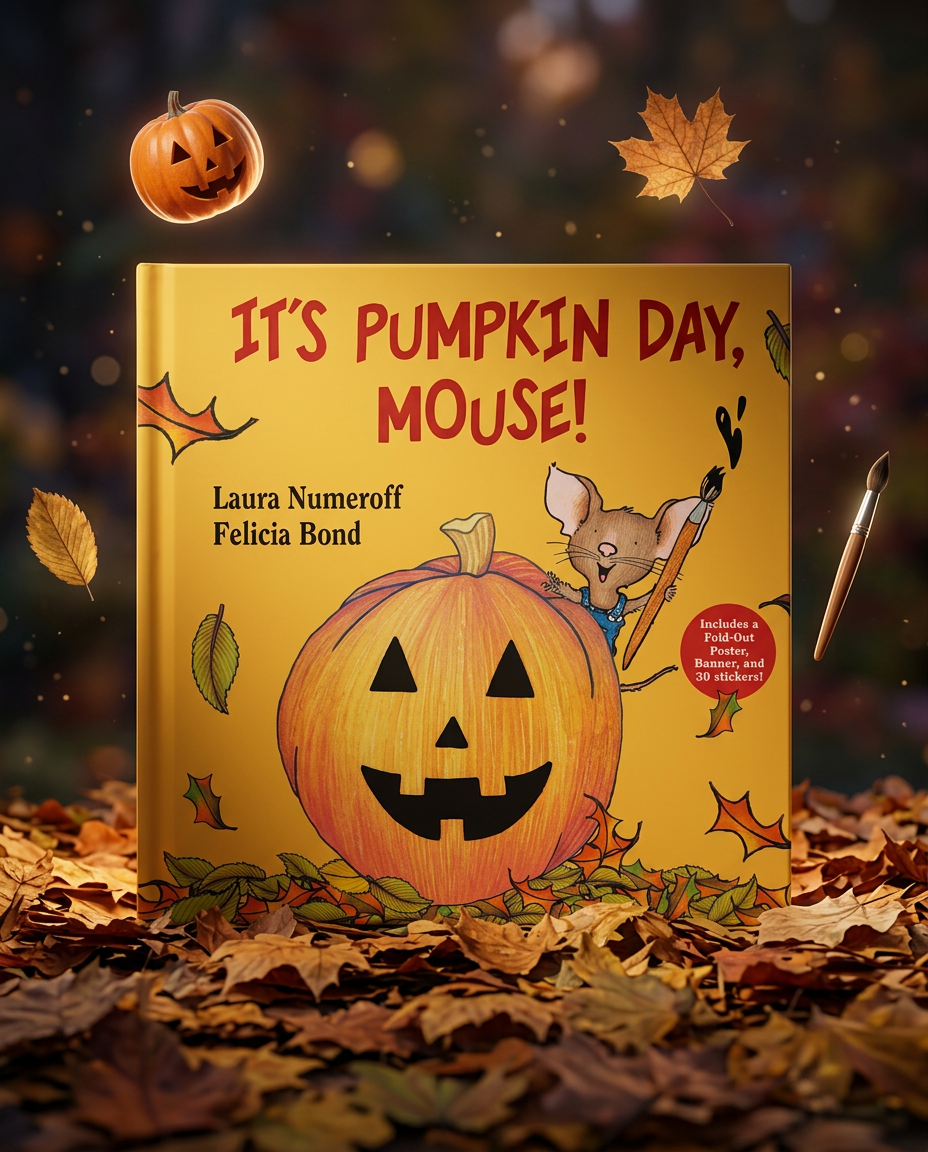 IT'S PUMPKIN DAY,
MOUSE!
Laura Numeroff
Felicia Bond
Includes a
Fold-Out
Poster,
Banner, and
30 stickers!